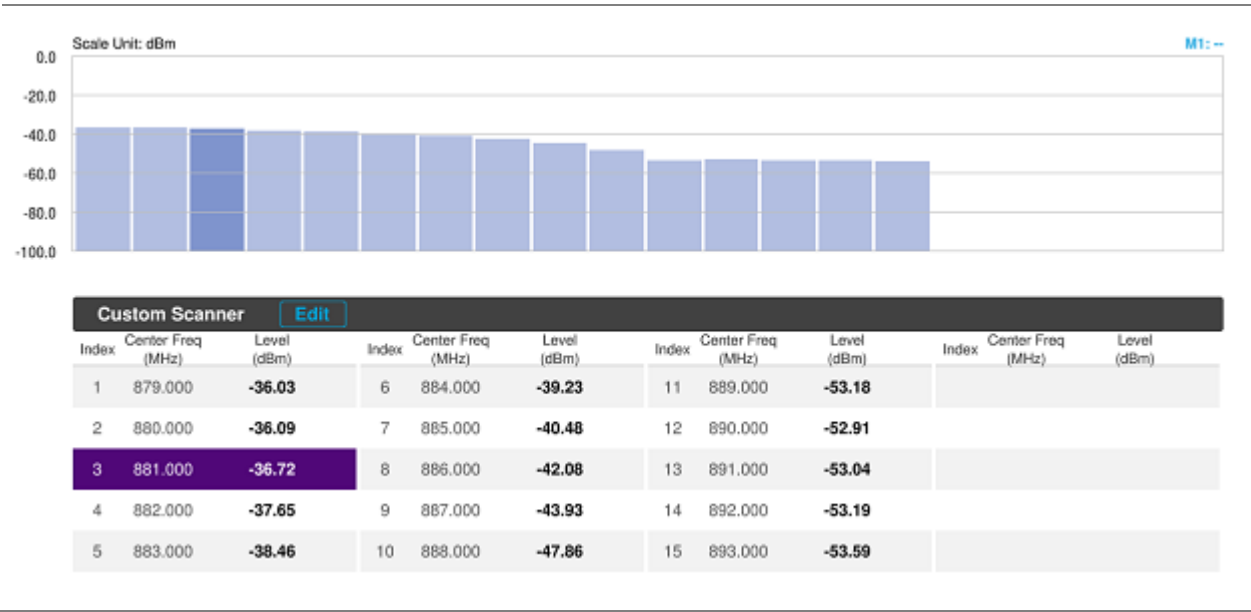 Scale Unit: dBm M1: --
0.0
-20.0
-40.0
-60.0
-80.0
-100.0
Custom Scanner Edit
Index Center Freq (MHz) Level (dBm) Index Center Freq (MHz) Level (dBm) Index Center Freq (MHz) Level (dBm) Index Center Freq (MHz) Level (dBm)
1 879.000 -36.03 6 884.000 -39.23 11 889.000 -53.18
2 880.000 -36.09 7 885.000 -40.48 12 890.000 -52.91
3 881.000 -36.72 8 886.000 -42.08 13 891.000 -53.04
4 882.000 -37.65 9 887.000 -43.93 14 892.000 -53.19
5 883.000 -38.46 10 888.000 -47.86 15 893.000 -53.59